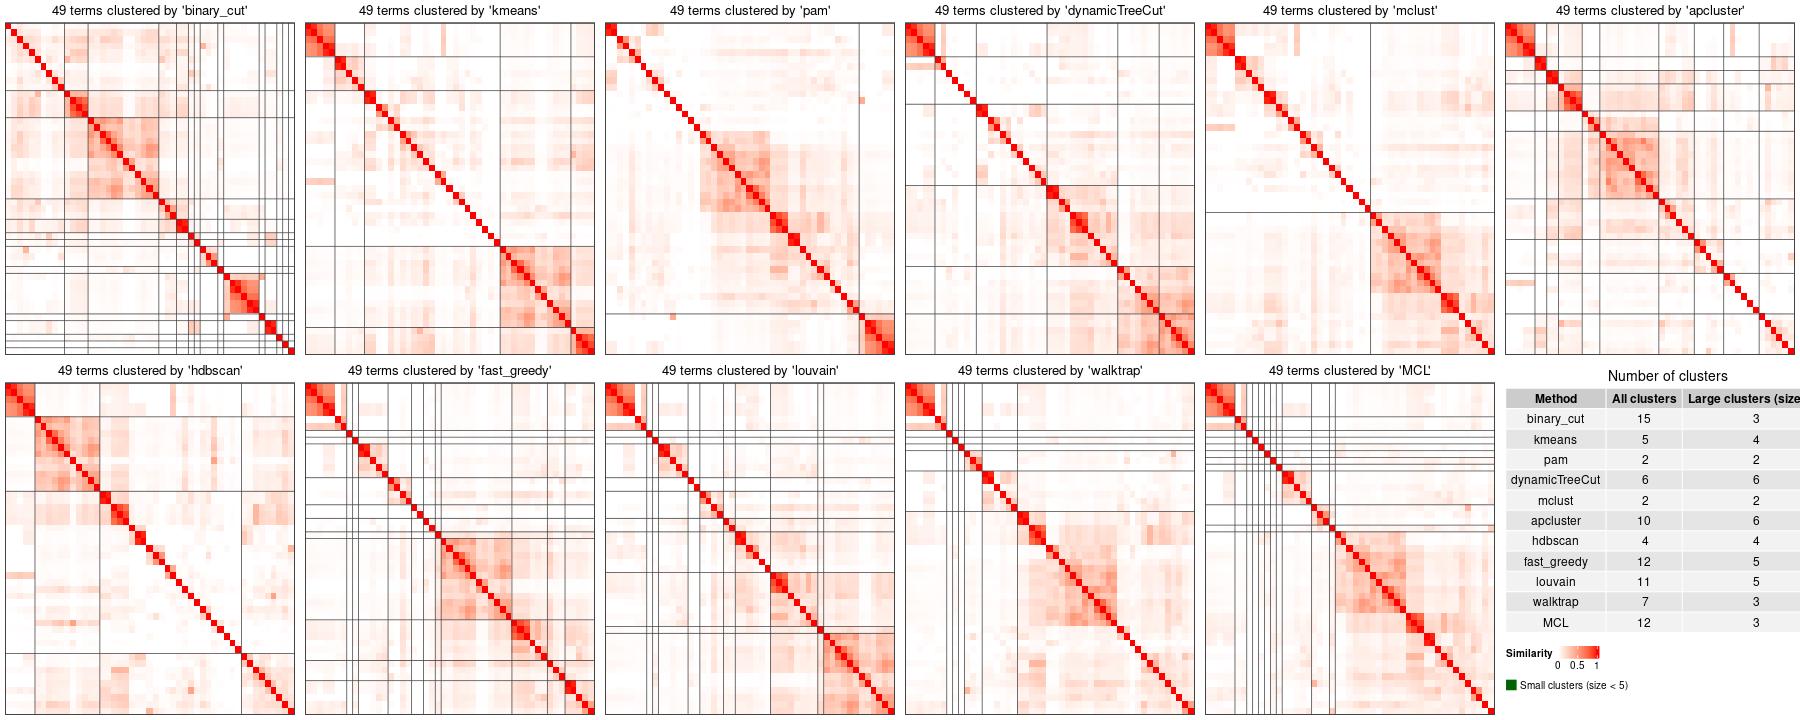 49 terms clustered by 'binary_cut'
49 terms clustered by 'kmeans'
49 terms clustered by 'pam'
49 terms clustered by 'dynamicTreeCut'
49 terms clustered by 'mclust'
49 terms clustered by 'apcluster'
49 terms clustered by 'hdbscan'
49 terms clustered by 'fast_greedy'
49 terms clustered by 'louvain'
49 terms clustered by 'walktrap'
49 terms clustered by 'MCL'
Number of clusters
Method All clusters Large clusters (size
binary_cut 15 3
kmeans 5 4
pam 2 2
dynamicTreeCut 6 6
mclust 2 2
apcluster 10 6
hdbscan 4 4
fast_greedy 12 5
louvain 11 5
walktrap 7 3
MCL 12 3
Similarity
0 0.5 1
Small clusters (size < 5)